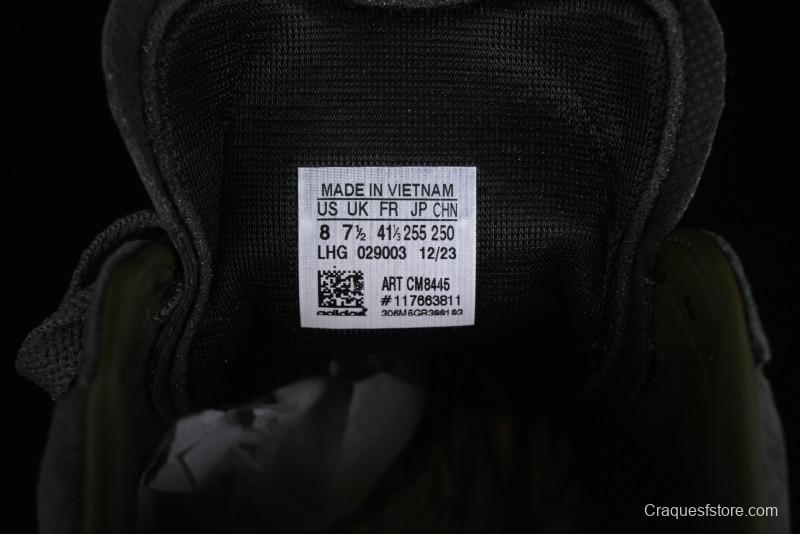 MADE IN VIETNAM
US UK FR JP CHN
8 7½ 41⅓ 255 250
LHG 029003 12/23
ART CM8445
#117663811
adidas
Craquesfstore.com